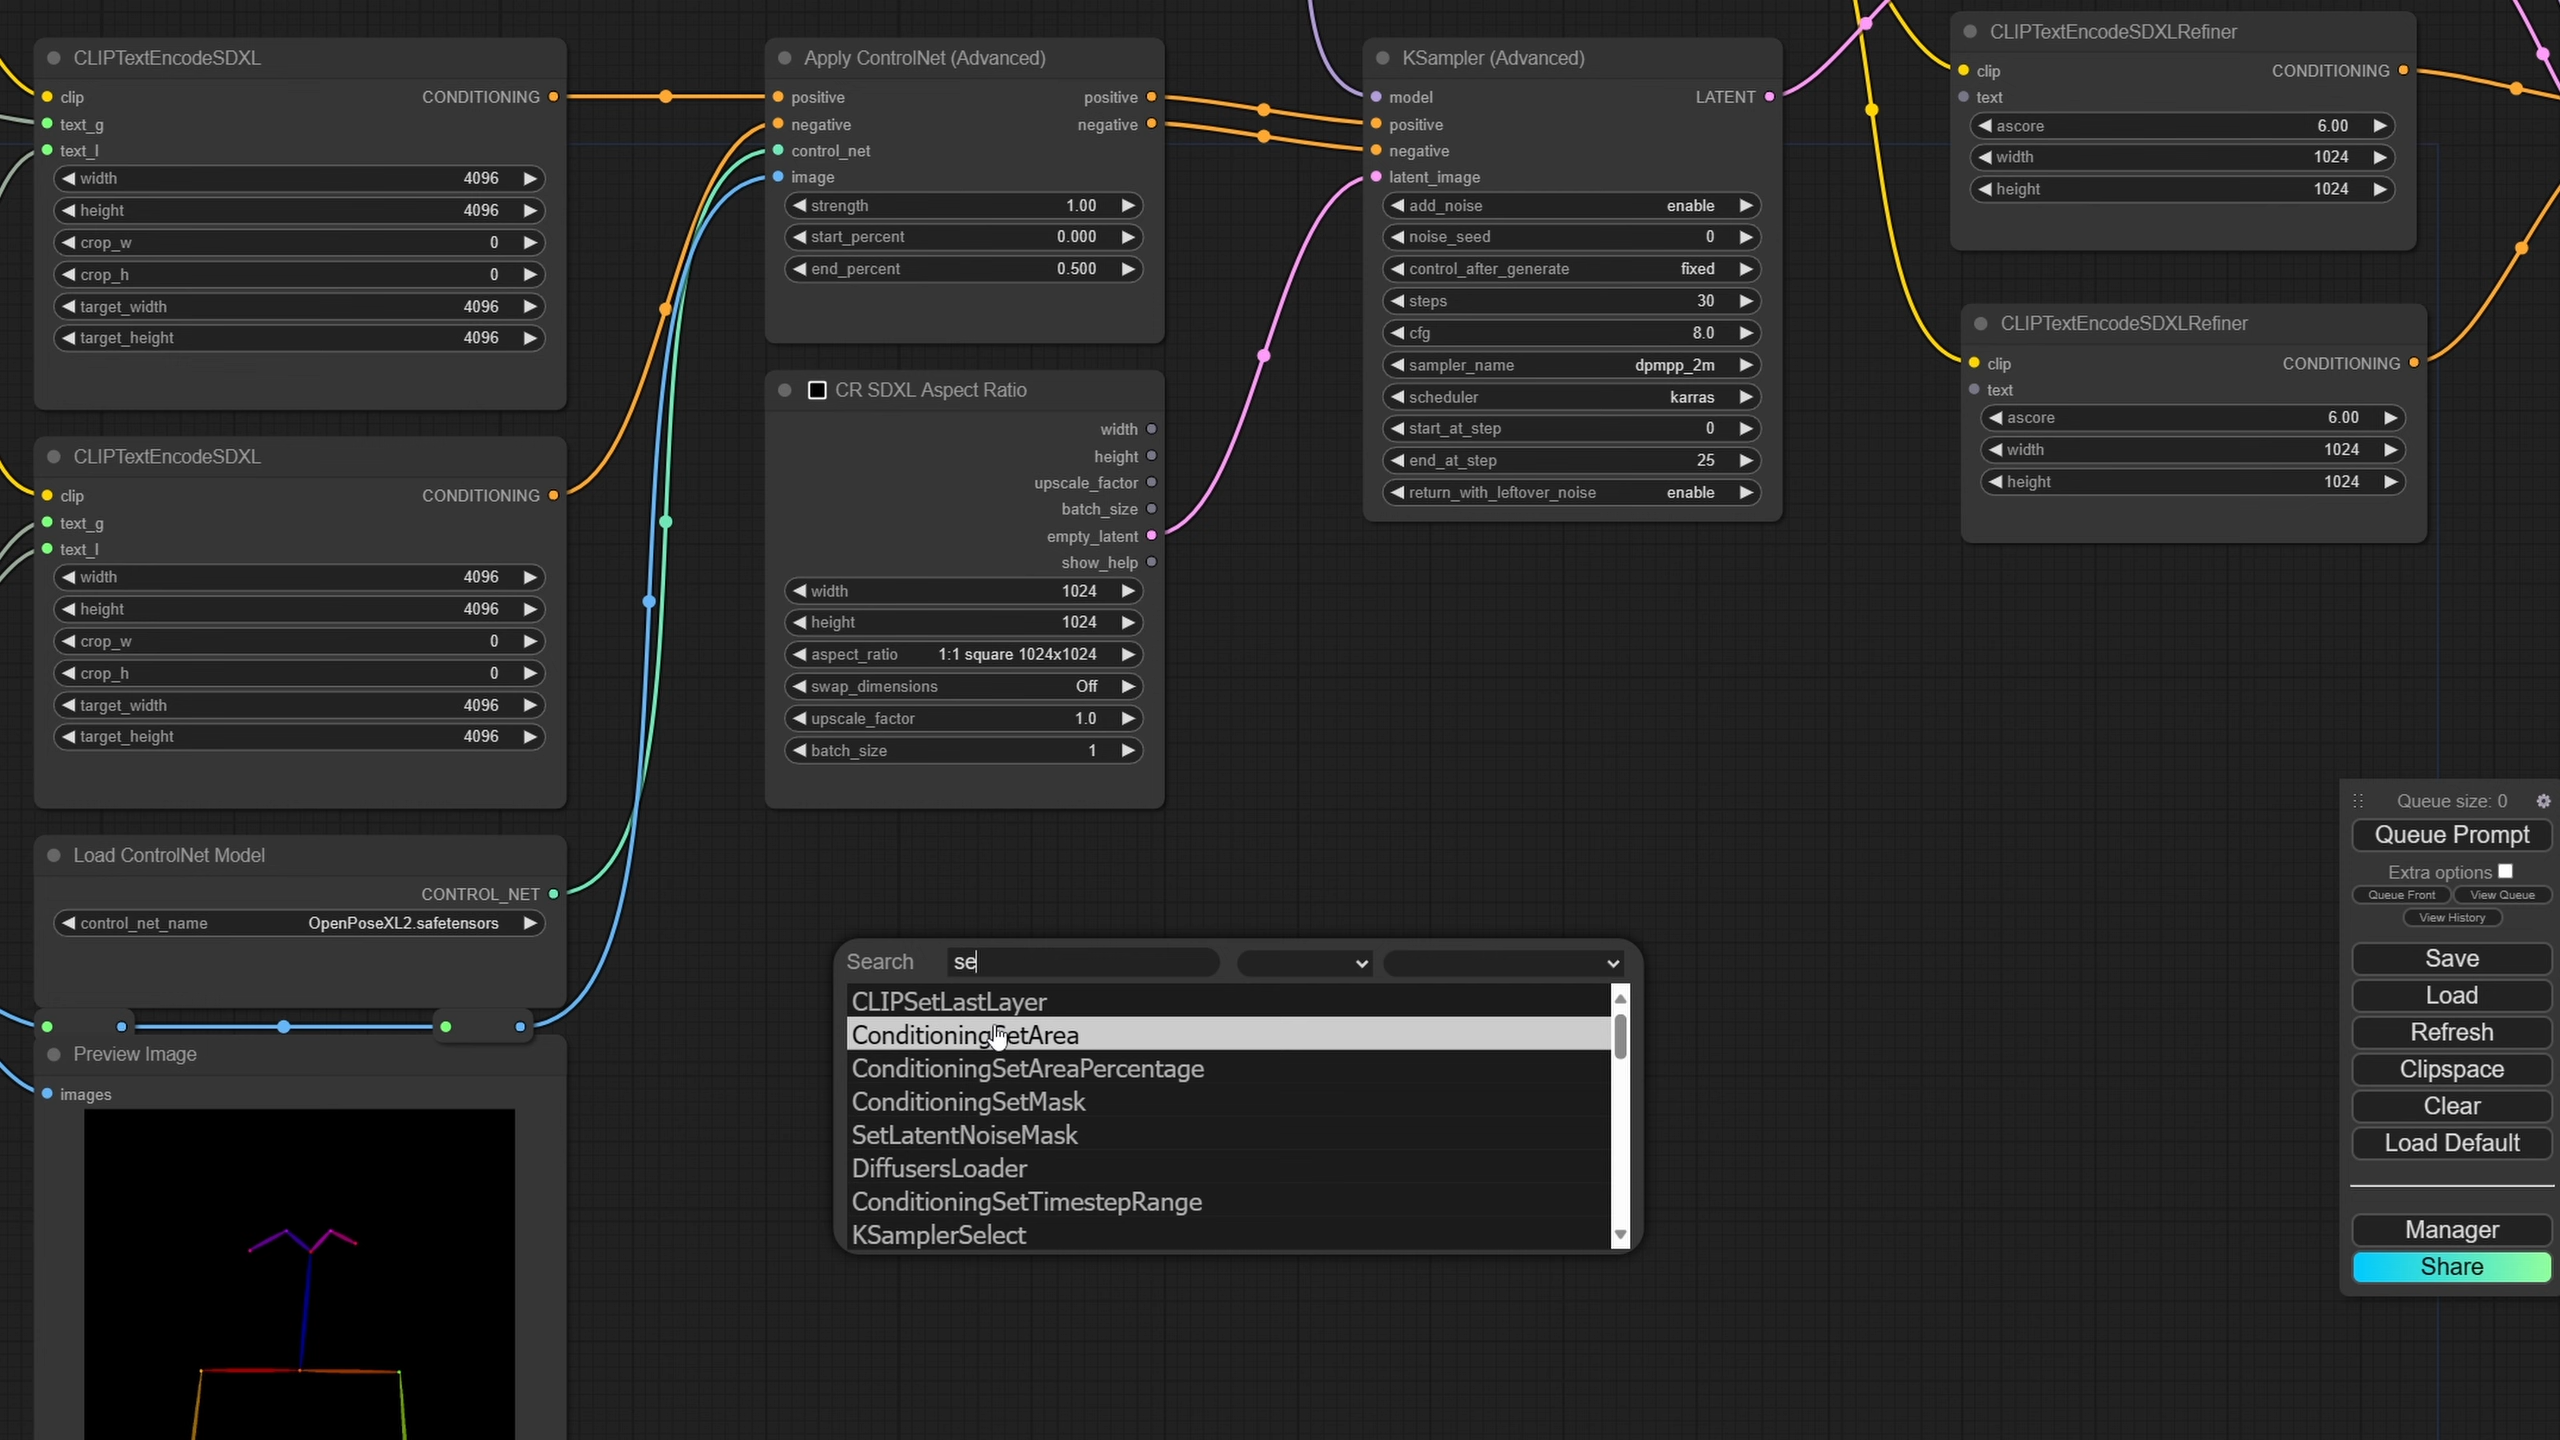 CLIPTextEncodeSDXL
clip CONDITIONING
text_g
text_l
width 4096
height 4096
crop_w 0
crop_h 0
target_width 4096
target_height 4096
CLIPTextEncodeSDXL
clip CONDITIONING
text_g
text_l
width 4096
height 4096
crop_w 0
crop_h 0
target_width 4096
target_height 4096
Load ControlNet Model
CONTROL_NET
control_net_name OpenPoseXL2.safetensors
Preview Image
images
Apply ControlNet (Advanced)
positive positive
negative negative
control_net
image
strength 1.00
start_percent 0.000
end_percent 0.500
CR SDXL Aspect Ratio
width
height
upscale_factor
batch_size
empty_latent
show_help
width 1024
height 1024
aspect_ratio 1:1 square 1024x1024
swap_dimensions Off
upscale_factor 1.0
batch_size 1
KSampler (Advanced)
model LATENT
positive
negative
latent_image
add_noise enable
noise_seed 0
control_after_generate fixed
steps 30
cfg 8.0
sampler_name dpmpp_2m
scheduler karras
start_at_step 0
end_at_step 25
return_with_leftover_noise enable
CLIPTextEncodeSDXLRefiner
clip CONDITIONING
text
ascore 6.00
width 1024
height 1024
CLIPTextEncodeSDXLRefiner
clip CONDITIONING
text
ascore 6.00
width 1024
height 1024
Search se
CLIPSetLastLayer
ConditioningSetArea
ConditioningSetAreaPercentage
ConditioningSetMask
SetLatentNoiseMask
DiffusersLoader
ConditioningSetTimestepRange
KSamplerSelect
Queue size: 0
Queue Prompt
Extra options
Queue Front View Queue
View History
Save
Load
Refresh
Clipspace
Clear
Load Default
Manager
Share